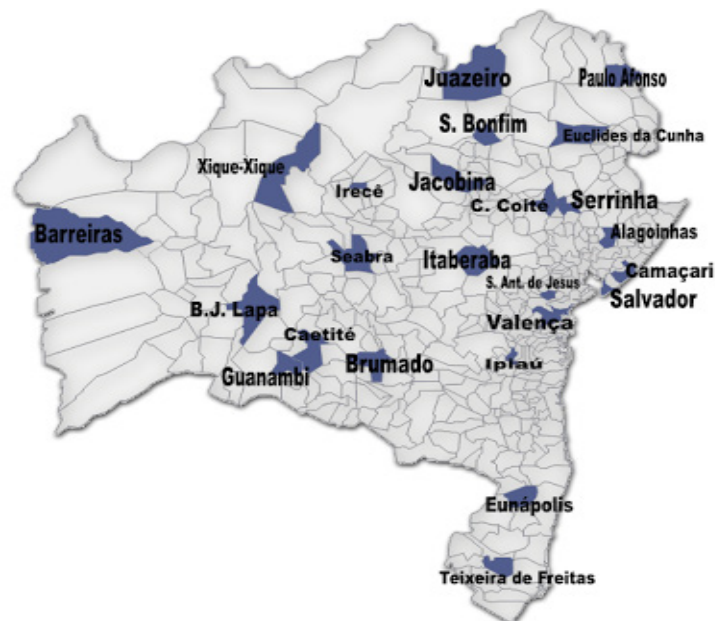 Juazeiro
Paulo Afonso
S. Bonfim
Euclides da Cunha
Xique-Xique
Irecê
Jacobina
C. Coité
Serrinha
Barreiras
Seabra
Itaberaba
Alagoinhas
Camaçari
S. Ant. de Jesus
Salvador
B.J. Lapa
Valença
Caetité
Guanambi
Brumado
Ipiaú
Eunápolis
Teixeira de Freitas